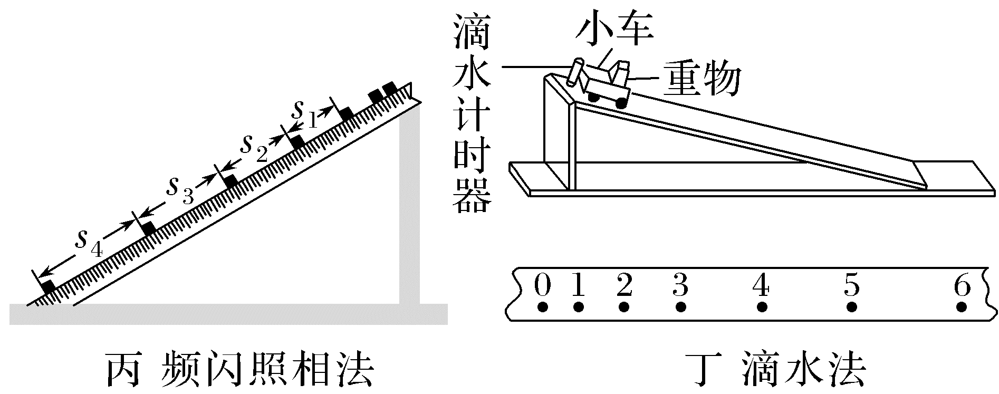 滴水计时器
小车
重物
s1
s2
s3
s4
0 1 2 3 4 5 6
丙 频闪照相法
丁 滴水法